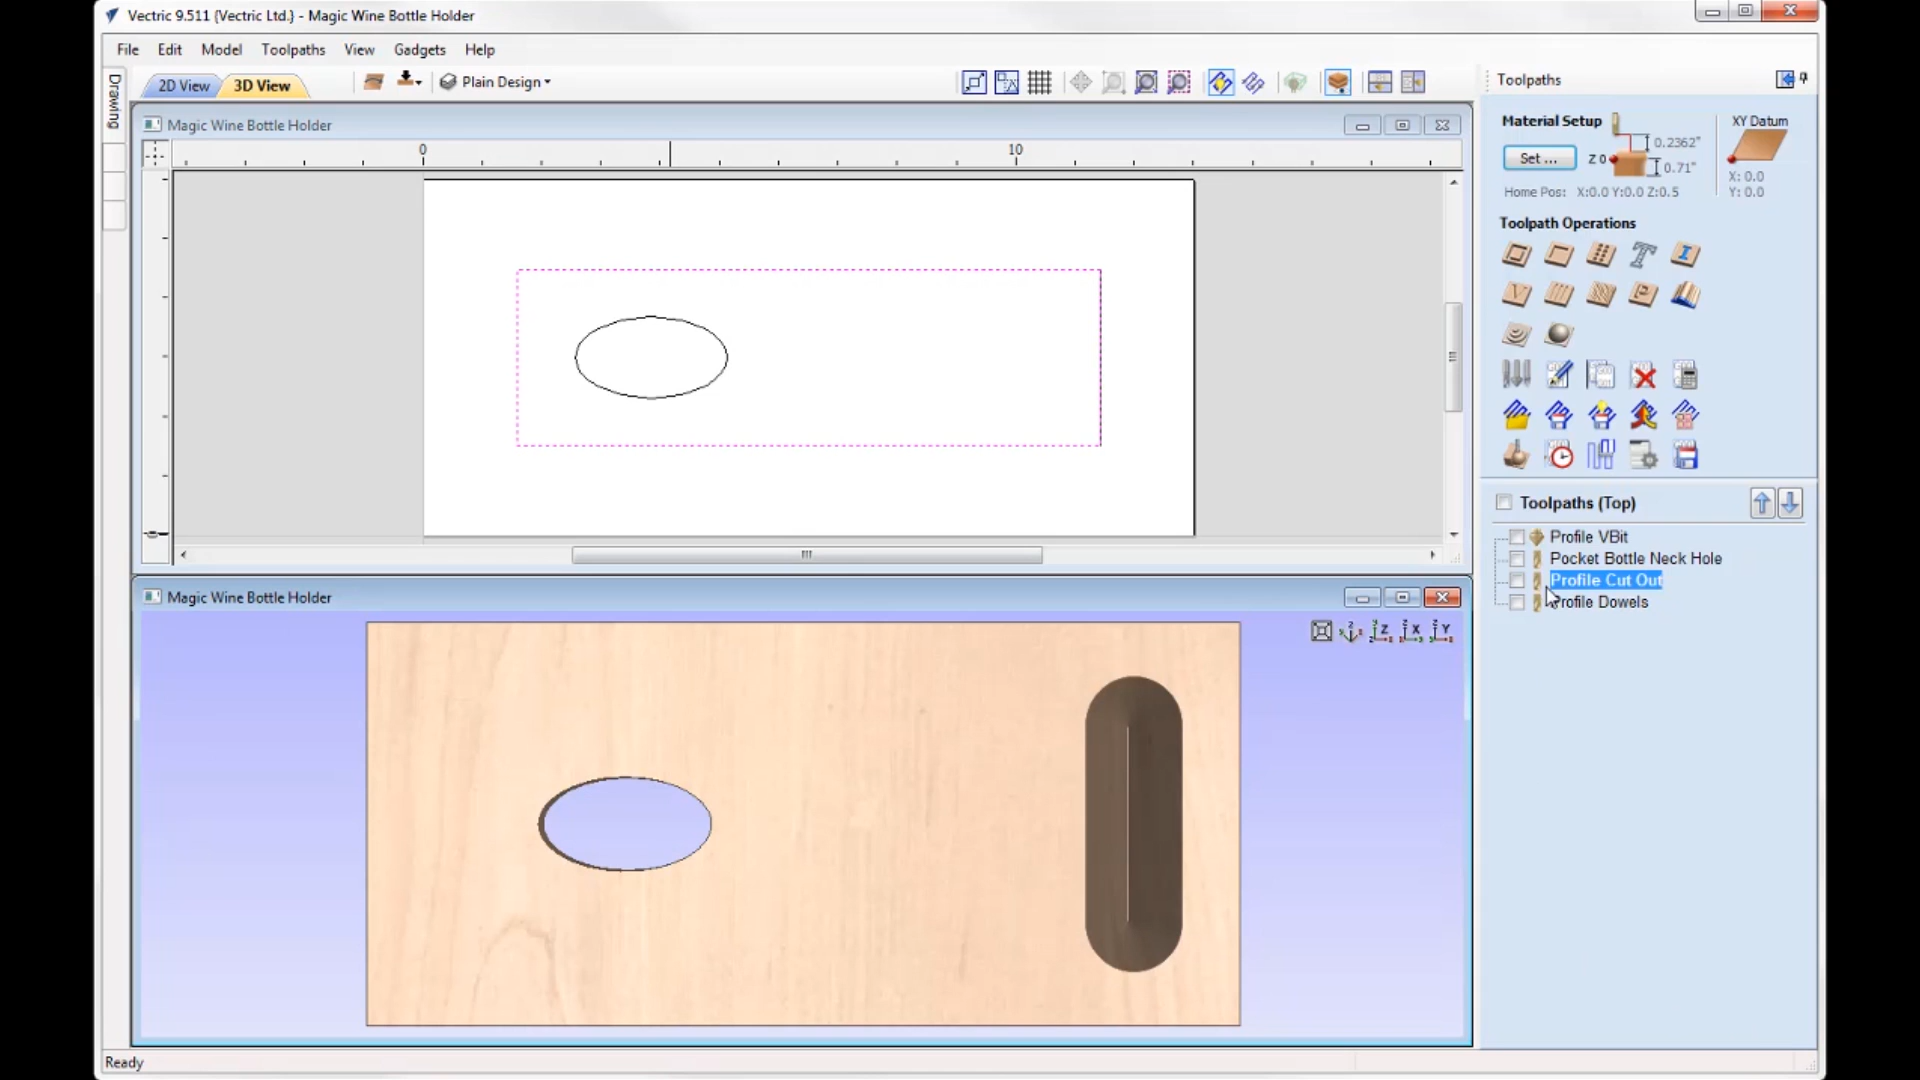 Vectric 9.511 {Vectric Ltd.} - Magic Wine Bottle Holder
File Edit Model Toolpaths View Gadgets Help
2D View 3D View Plain Design
Drawing
Magic Wine Bottle Holder
0 10
Magic Wine Bottle Holder
Z X Y
Toolpaths
Material Setup XY Datum
0.2362"
Set ... Z 0 0.71"
X: 0.0
Home Pos: X:0.0 Y:0.0 Z:0.5 Y: 0.0
Toolpath Operations
Toolpaths (Top)
Profile VBit
Pocket Bottle Neck Hole
Profile Cut Out
Profile Dowels
Ready